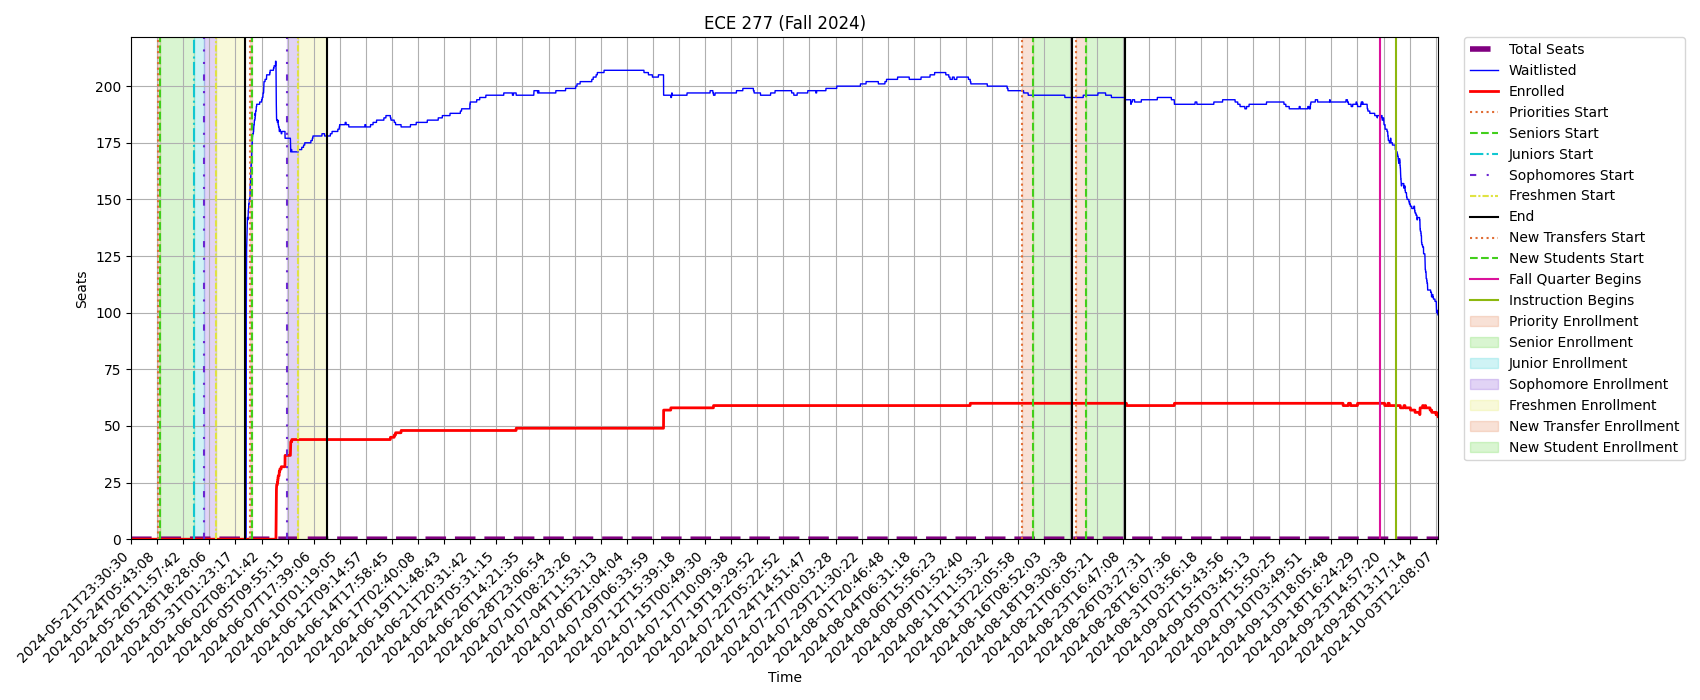 ECE 277 (Fall 2024)
Seats
200
175
150
125
100
75
50
25
0
2024-05-21T23:30:30
2024-05-24T05:43:08
2024-05-26T11:57:42
2024-05-28T18:28:06
2024-05-31T01:23:17
2024-06-02T08:21:42
2024-06-05T09:55:15
2024-06-07T17:39:06
2024-06-10T01:19:05
2024-06-12T09:14:57
2024-06-14T17:58:45
2024-06-17T02:40:08
2024-06-19T11:48:43
2024-06-21T20:31:42
2024-06-24T05:31:15
2024-06-26T14:21:35
2024-06-28T23:06:54
2024-07-01T08:23:26
2024-07-04T11:53:13
2024-07-06T21:04:04
2024-07-09T06:33:59
2024-07-12T15:39:18
2024-07-15T00:49:30
2024-07-17T10:09:38
2024-07-19T19:29:52
2024-07-22T05:22:52
2024-07-24T14:51:47
2024-07-27T00:03:28
2024-07-29T21:30:22
2024-08-01T20:46:48
2024-08-04T06:31:18
2024-08-06T15:56:23
2024-08-09T01:52:40
2024-08-11T11:53:32
2024-08-13T22:05:58
2024-08-16T08:52:03
2024-08-18T19:30:38
2024-08-21T06:05:21
2024-08-23T16:47:08
2024-08-26T03:27:31
2024-08-28T16:07:36
2024-08-31T03:56:18
2024-09-02T15:43:56
2024-09-05T03:45:13
2024-09-07T15:50:25
2024-09-10T03:49:51
2024-09-13T18:05:48
2024-09-18T16:24:29
2024-09-23T14:57:20
2024-09-28T13:17:14
2024-10-03T12:08:07
Time
Total Seats
Waitlisted
Enrolled
Priorities Start
Seniors Start
Juniors Start
Sophomores Start
Freshmen Start
End
New Transfers Start
New Students Start
Fall Quarter Begins
Instruction Begins
Priority Enrollment
Senior Enrollment
Junior Enrollment
Sophomore Enrollment
Freshmen Enrollment
New Transfer Enrollment
New Student Enrollment